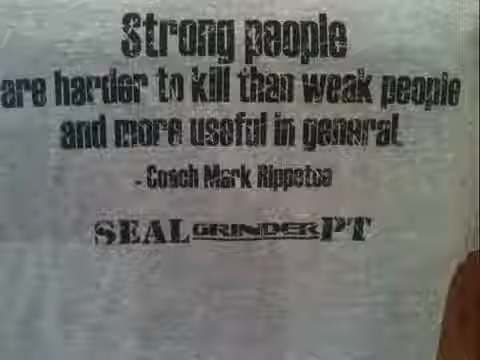 Strong people
are harder to kill than weak people
and more useful in general.
- Coach Mark Rippetoe
SEAL GRINDER PT